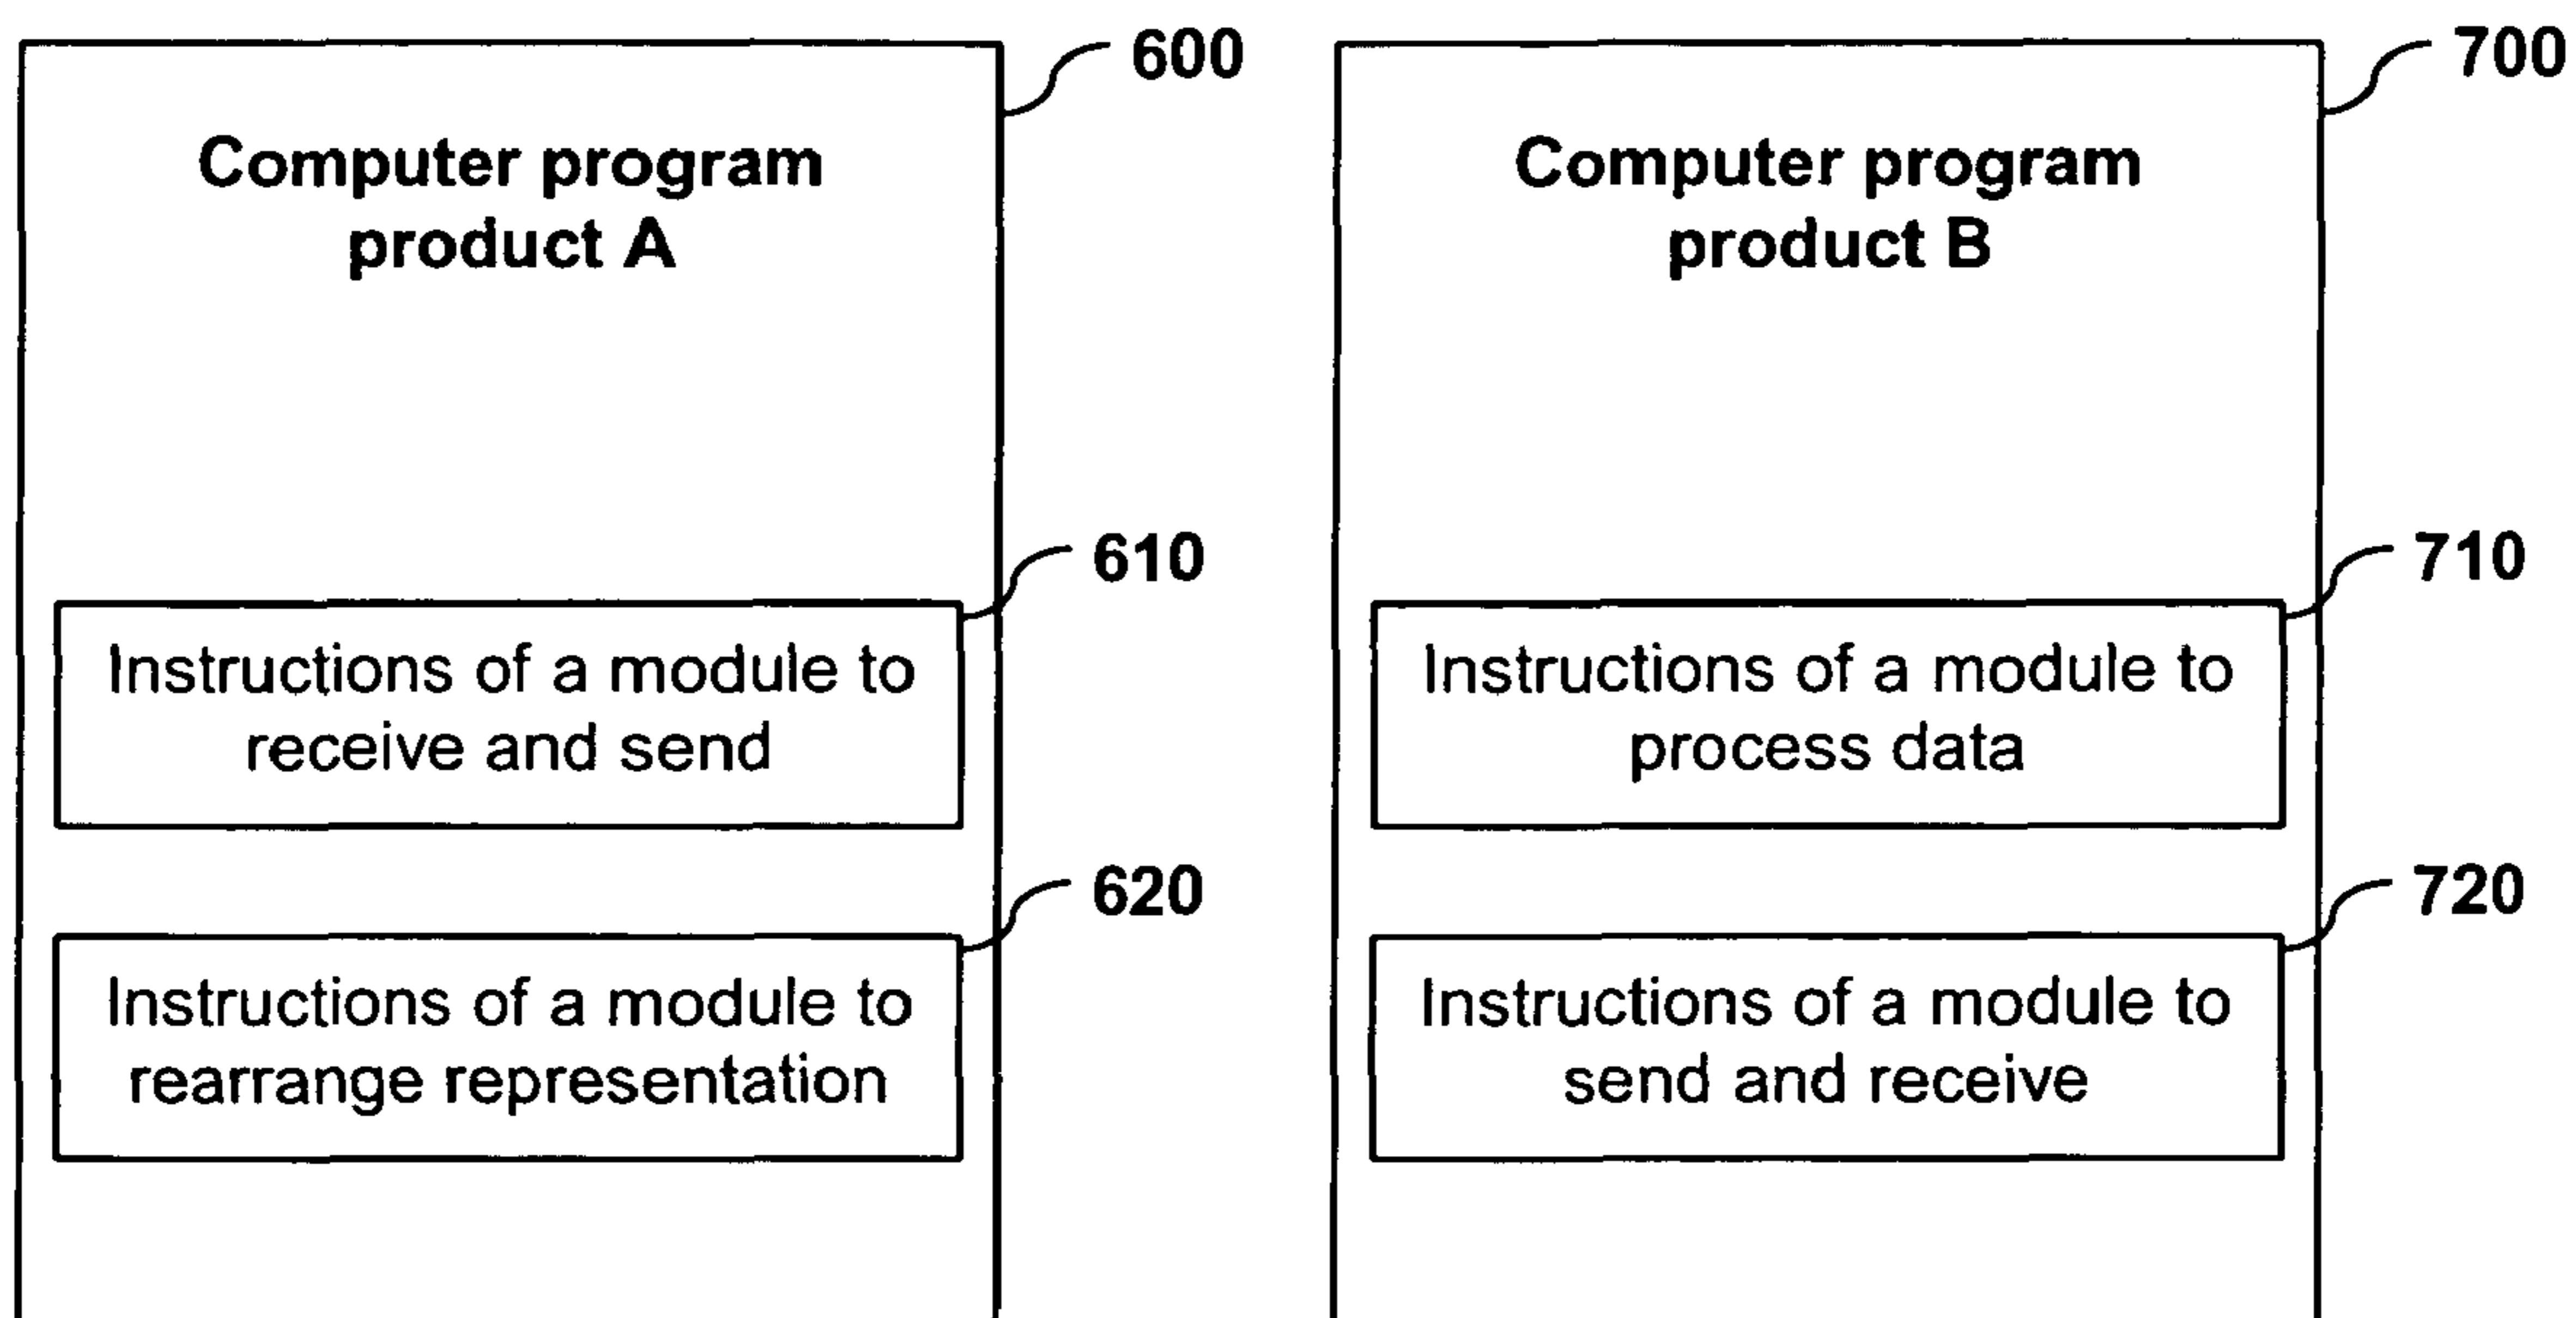 600
Computer program
product A
610
Instructions of a module to
receive and send
620
Instructions of a module to
rearrange representation
700
Computer program
product B
710
Instructions of a module to
process data
720
Instructions of a module to
send and receive